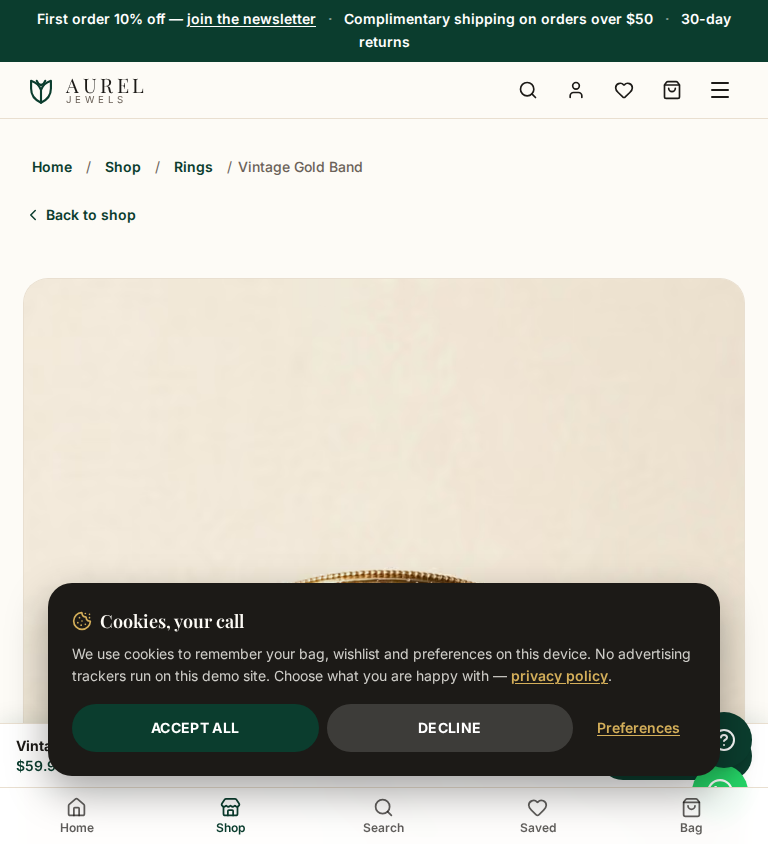 First order 10% off — join the newsletter · Complimentary shipping on orders over $50 · 30-day
returns
AUREL
JEWELS
Home / Shop / Rings / Vintage Gold Band
Back to shop
Cookies, your call
We use cookies to remember your bag, wishlist and preferences on this device. No advertising
trackers run on this demo site. Choose what you are happy with — privacy policy.
ACCEPT ALL DECLINE Preferences
Home Shop Search Saved Bag